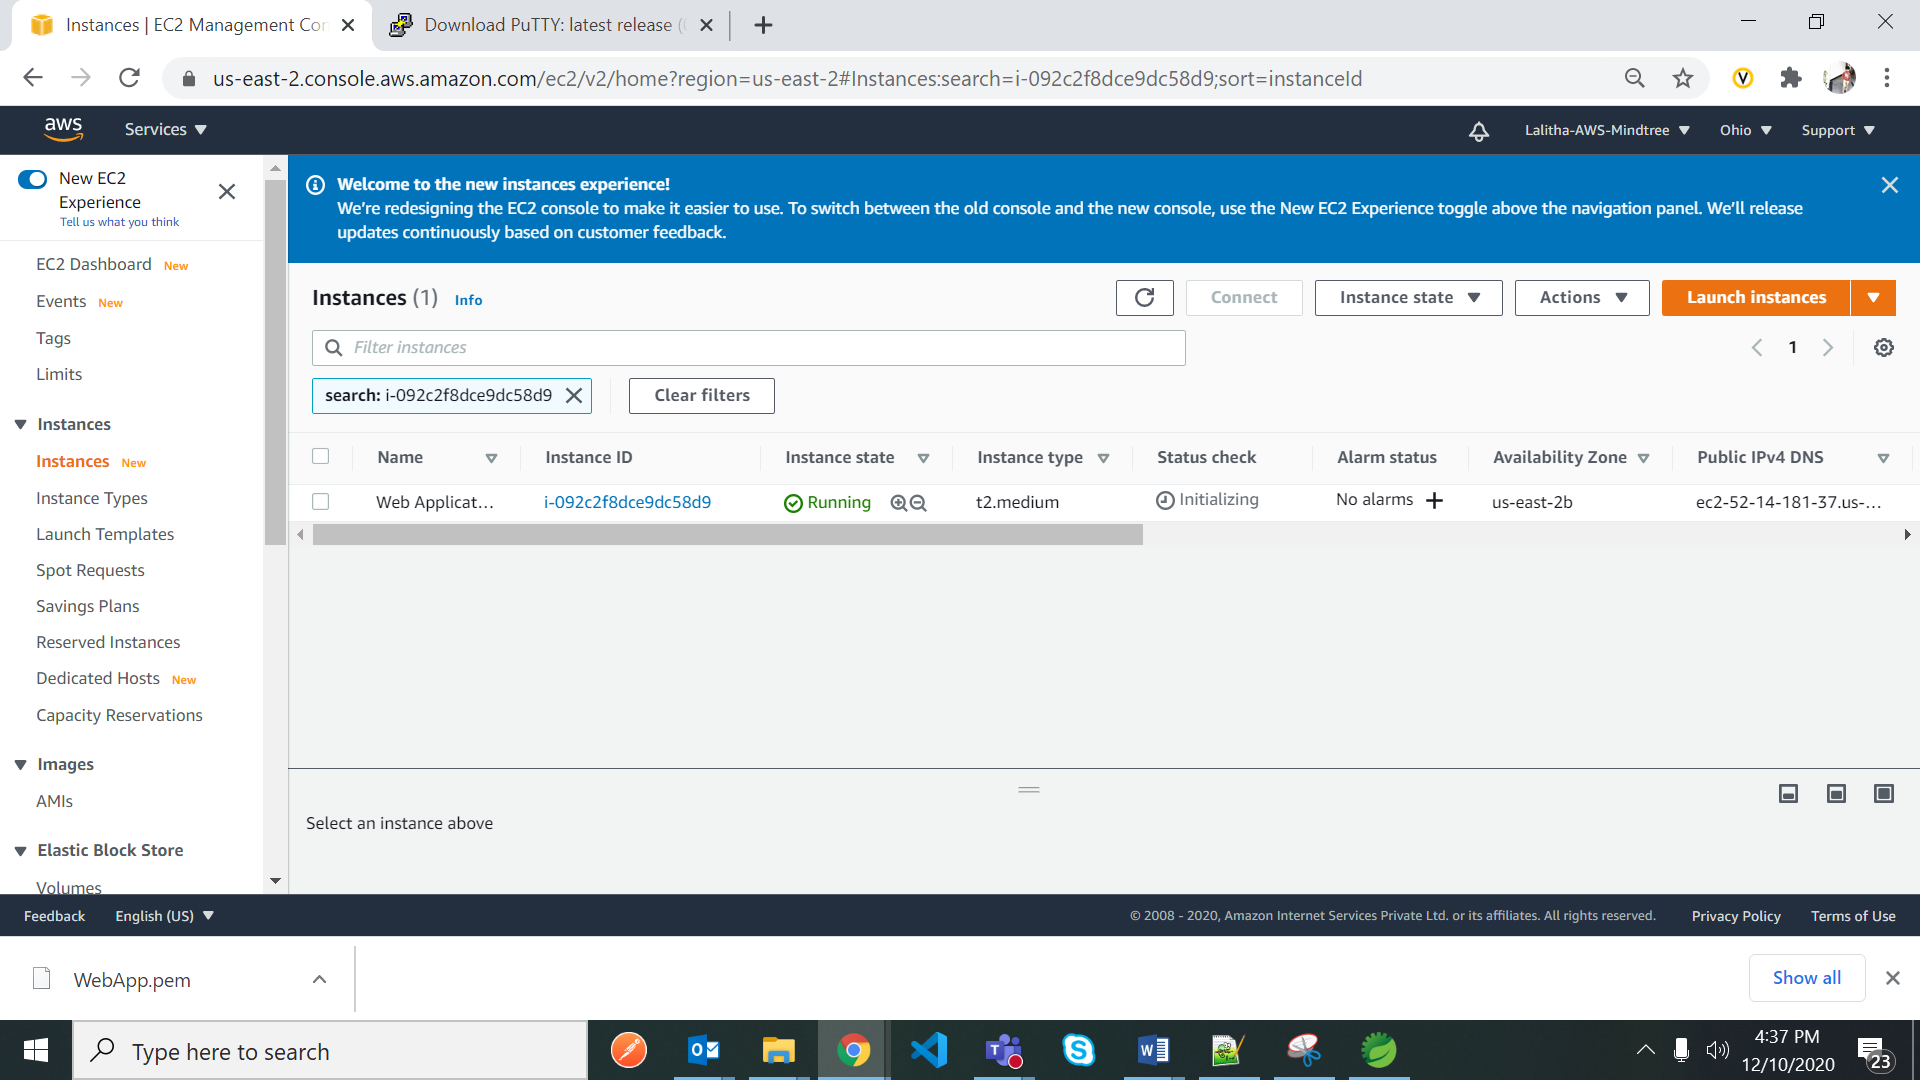 Instances | EC2 Management Con
Download PuTTY: latest release (
us-east-2.console.aws.amazon.com/ec2/v2/home?region=us-east-2#Instances:search=i-092c2f8dce9dc58d9;sort=instanceId
aws
Services
Lalitha-AWS-Mindtree
Ohio
Support
New EC2
Experience
Tell us what you think
EC2 Dashboard New
Events New
Tags
Limits
Instances
Instances New
Instance Types
Launch Templates
Spot Requests
Savings Plans
Reserved Instances
Dedicated Hosts New
Capacity Reservations
Images
AMIs
Elastic Block Store
Volumes
Welcome to the new instances experience!
We're redesigning the EC2 console to make it easier to use. To switch between the old console and the new console, use the New EC2 Experience toggle above the navigation panel. We'll release
updates continuously based on customer feedback.
Instances (1) Info
Connect
Instance state
Actions
Launch instances
Filter instances
1
search: i-092c2f8dce9dc58d9
Clear filters
Name Instance ID Instance state Instance type Status check Alarm status Availability Zone Public IPv4 DNS
Web Applicat... i-092c2f8dce9dc58d9 Running t2.medium Initializing No alarms us-east-2b ec2-52-14-181-37.us-...
Select an instance above
Feedback
English (US)
© 2008 - 2020, Amazon Internet Services Private Ltd. or its affiliates. All rights reserved.
Privacy Policy
Terms of Use
WebApp.pem
Show all
Type here to search
4:37 PM
12/10/2020
23